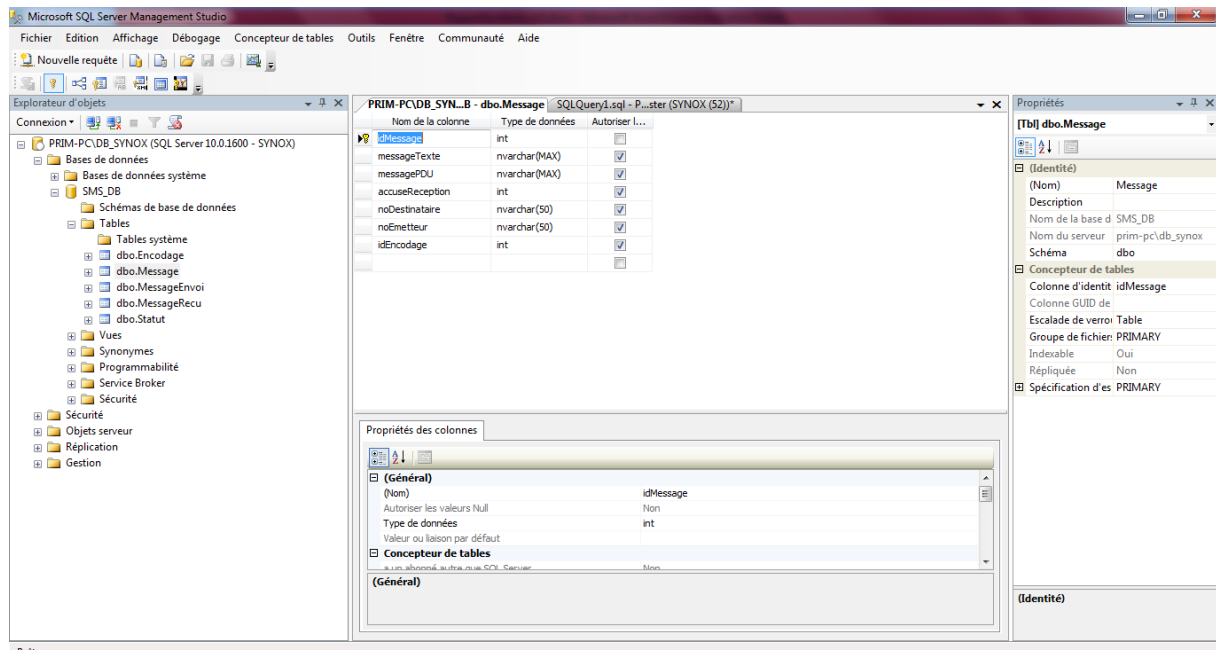 Microsoft SQL Server Management Studio
Fichier Edition Affichage Débogage Concepteur de tables Outils Fenêtre Communauté Aide
Nouvelle requête
Explorateur d'objets
Connexion
PRIM-PC\DB_SYNOX (SQL Server 10.0.1600 - SYNOX)
Bases de données
Bases de données système
SMS_DB
Schémas de base de données
Tables
Tables système
dbo.Encodage
dbo.Message
dbo.MessageEnvoi
dbo.MessageRecu
dbo.Statut
Vues
Synonymes
Programmabilité
Service Broker
Sécurité
Sécurité
Objets serveur
Réplication
Gestion
PRIM-PC\DB_SYN...B - dbo.Message SQLQuery1.sql - P...ster (SYNOX (52))*
Nom de la colonne Type de données Autoriser l...
idMessage int
messageTexte nvarchar(MAX)
messagePDU nvarchar(MAX)
accuseReception int
noDestinataire nvarchar(50)
noEmetteur nvarchar(50)
idEncodage int
Propriétés des colonnes
(Général)
(Nom) idMessage
Autoriser les valeurs Null Non
Type de données int
Valeur ou liaison par défaut
Concepteur de tables
a un abonné autre que SQL Server Non
(Général)
Propriétés
[Tbl] dbo.Message
(Identité)
(Nom) Message
Description
Nom de la base d SMS_DB
Nom du serveur prim-pc\db_synox
Schéma dbo
Concepteur de tables
Colonne d'identit idMessage
Colonne GUID de
Escalade de verrou Table
Groupe de fichiers PRIMARY
Indexable Oui
Répliquée Non
Spécification d'es PRIMARY
(Identité)